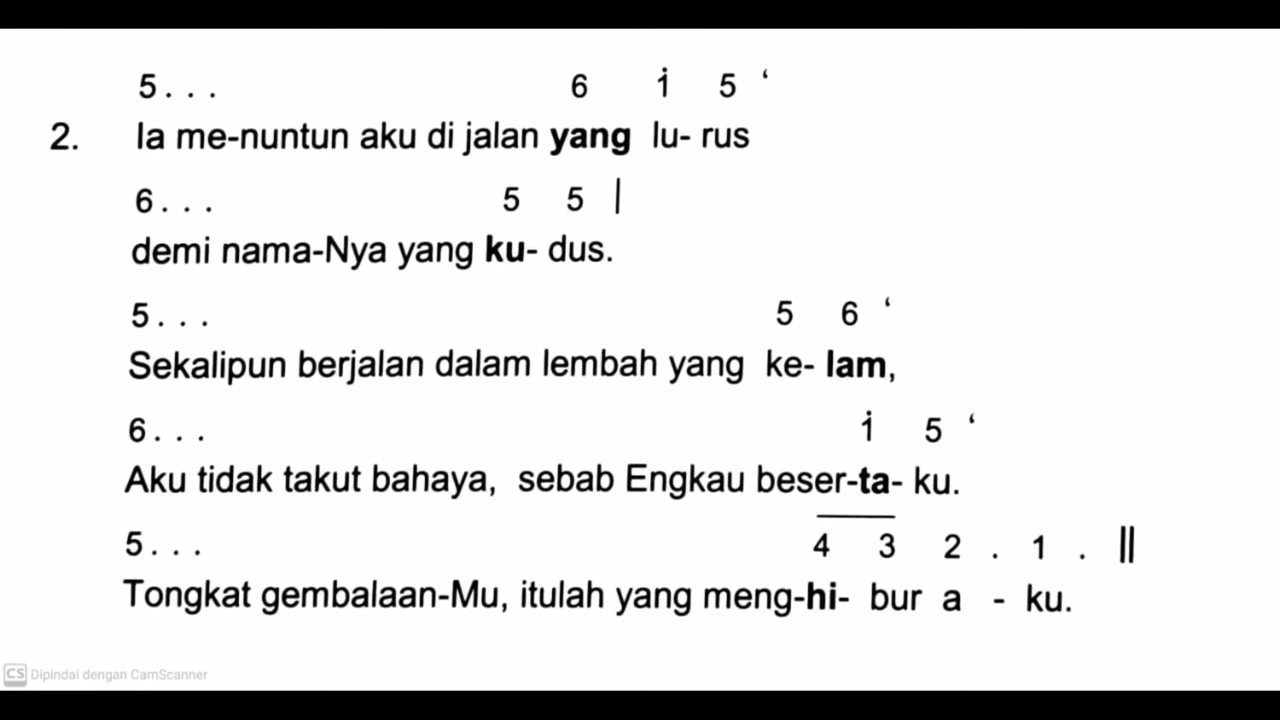 5 . . . 6 i̇ 5 ‘
2. Ia me-nuntun aku di jalan yang lu- rus
6 . . . 5 5 |
demi nama-Nya yang ku- dus.
5 . . . 5 6 ‘
Sekalipun berjalan dalam lembah yang ke- lam,
6 . . . 1̇ 5 ‘
Aku tidak takut bahaya, sebab Engkau beser-ta- ku.
5 . . . 4 3 2 . 1 . ||
Tongkat gembalaan-Mu, itulah yang meng-hi- bur a - ku.
CS Dipindai dengan CamScanner